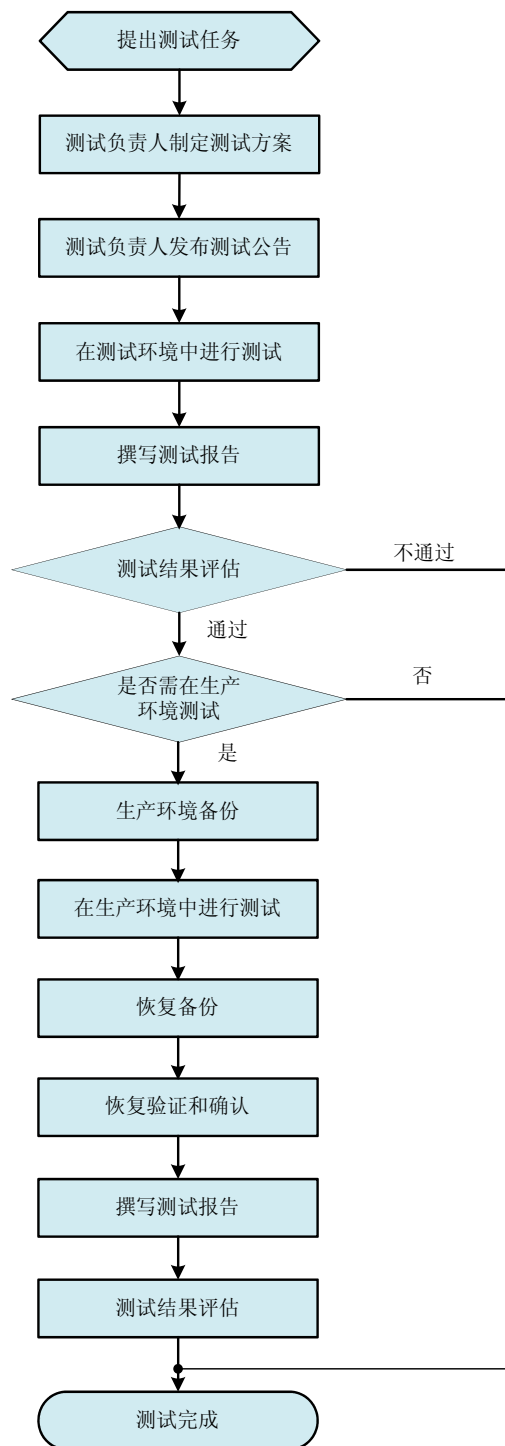 提出测试任务
测试负责人制定测试方案
测试负责人发布测试公告
在测试环境中进行测试
撰写测试报告
测试结果评估
不通过
通过
是否需在生产
环境测试
否
是
生产环境备份
在生产环境中进行测试
恢复备份
恢复验证和确认
撰写测试报告
测试结果评估
测试完成